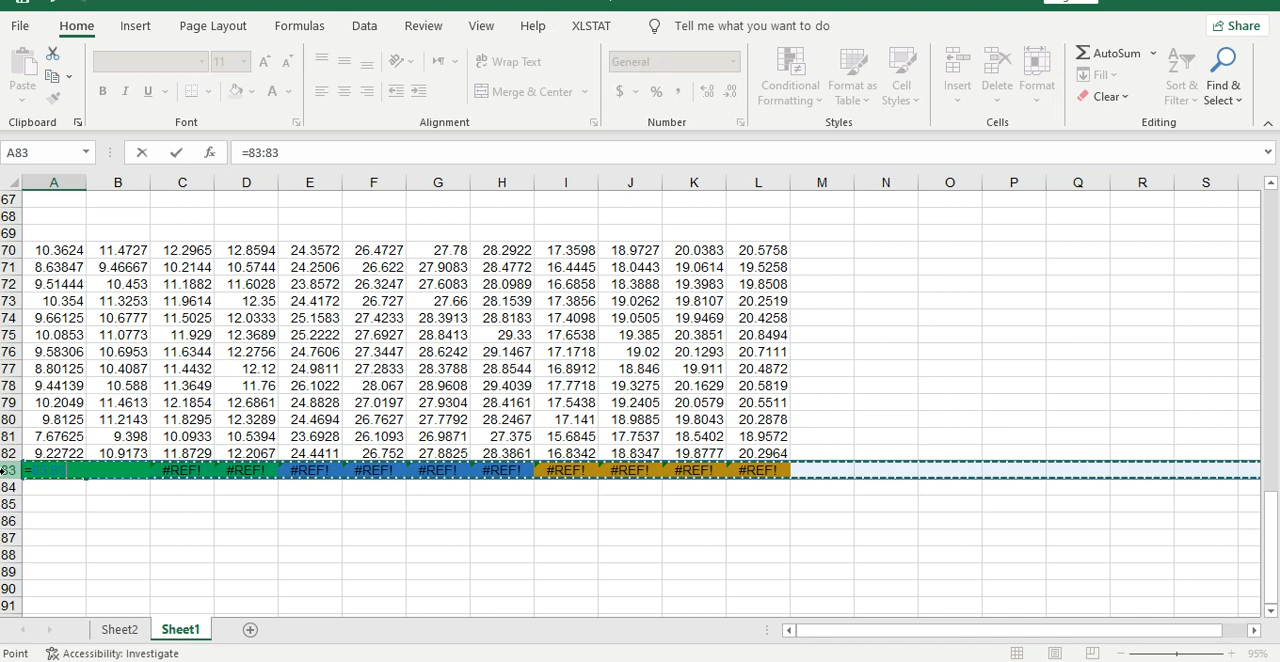 File Home Insert Page Layout Formulas Data Review View Help XLSTAT Tell me what you want to do Share
Paste 11 A A Wrap Text General Conditional Formatting Format as Table Cell Styles Insert Delete Format AutoSum Fill Clear Sort & Filter Find & Select
B I U A Merge & Center $ % ,
Clipboard Font Alignment Number Styles Cells Editing
A83 fx =83:83
A B C D E F G H I J K L M N O P Q R S
67
68
69
70 10.3624 11.4727 12.2965 12.8594 24.3572 26.4727 27.78 28.2922 17.3598 18.9727 20.0383 20.5758
71 8.63847 9.46667 10.2144 10.5744 24.2506 26.622 27.9083 28.4772 16.4445 18.0443 19.0614 19.5258
72 9.51444 10.453 11.1882 11.6028 23.8572 26.3247 27.6083 28.0989 16.6858 18.3888 19.3983 19.8508
73 10.354 11.3253 11.9614 12.35 24.4172 26.727 27.66 28.1539 17.3856 19.0262 19.8107 20.2519
74 9.66125 10.6777 11.5025 12.0333 25.1583 27.4233 28.3913 28.8183 17.4098 19.0505 19.9469 20.4258
75 10.0853 11.0773 11.929 12.3689 25.2222 27.6927 28.8413 29.33 17.6538 19.385 20.3851 20.8494
76 9.58306 10.6953 11.6344 12.2756 24.7606 27.3447 28.6242 29.1467 17.1718 19.02 20.1293 20.7111
77 8.80125 10.4087 11.4432 12.12 24.9811 27.2833 28.3788 28.8544 16.8912 18.846 19.911 20.4872
78 9.44139 10.588 11.3649 11.76 26.1022 28.067 28.9608 29.4039 17.7718 19.3275 20.1629 20.5819
79 10.2049 11.4613 12.1854 12.6861 24.8828 27.0197 27.9304 28.4161 17.5438 19.2405 20.0579 20.5511
80 9.8125 11.2143 11.8295 12.3289 24.4694 26.7627 27.7792 28.2467 17.141 18.9885 19.8043 20.2878
81 7.67625 9.398 10.0933 10.5394 23.6928 26.1093 26.9871 27.375 15.6845 17.7537 18.5402 18.9572
82 9.22722 10.9173 11.8729 12.2067 24.4411 26.752 27.8825 28.3861 16.8342 18.8347 19.8777 20.2964
83 =83:83 #REF! #REF! #REF! #REF! #REF! #REF! #REF! #REF! #REF! #REF!
84
85
86
87
88
89
90
91
Sheet2 Sheet1
Point Accessibility: Investigate 95%